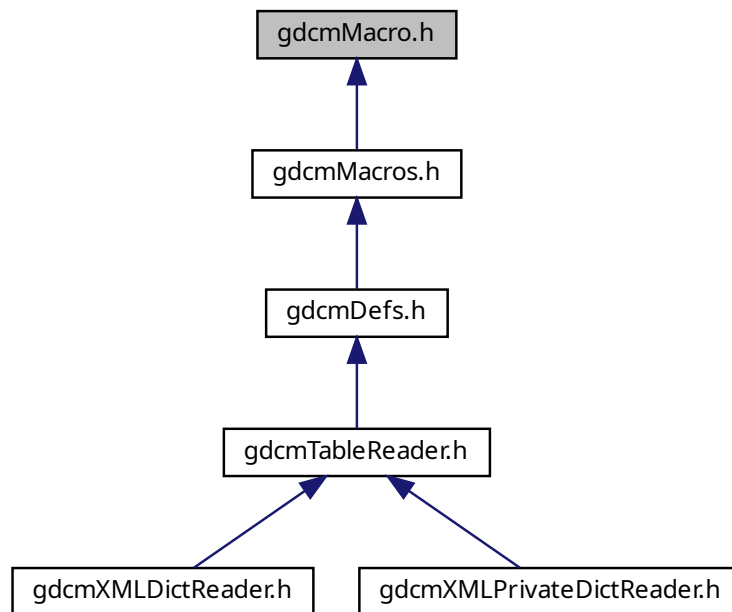 gdcmMacro.h
gdcmMacros.h
gdcmDefs.h
gdcmTableReader.h
gdcmXMLDictReader.h
gdcmXMLPrivateDictReader.h